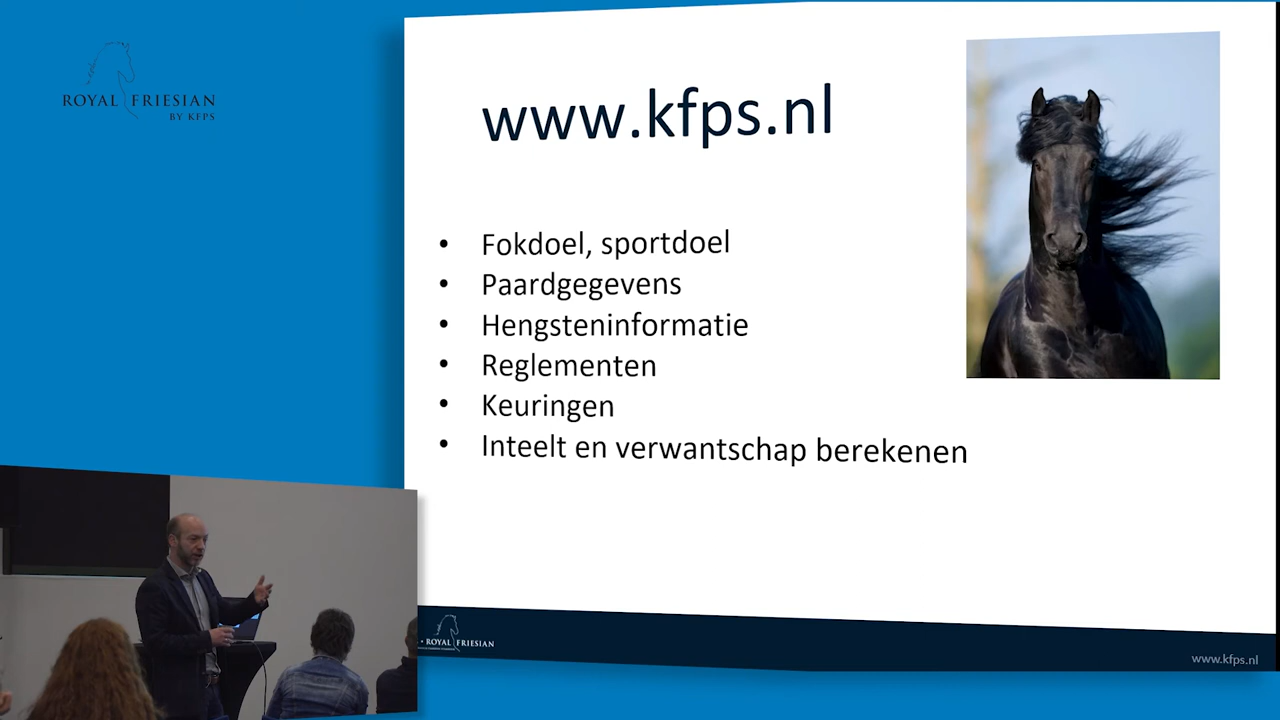 ROYAL FRIESIAN
BY KFPS
www.kfps.nl
• Fokdoel, sportdoel
• Paardgegevens
• Hengsteninformatie
• Reglementen
• Keuringen
• Inteelt en verwantschap berekenen
ROYAL FRIESIAN
www.kfps.nl